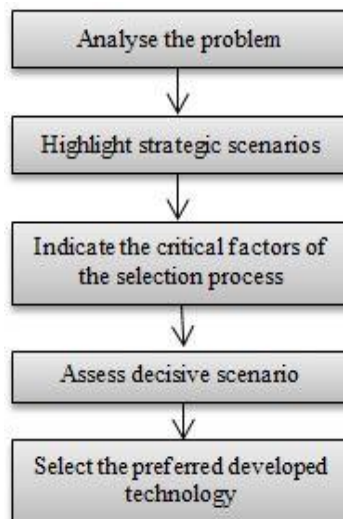 Analyse the problem
Highlight strategic scenarios
Indicate the critical factors of
the selection process
Assess decisive scenario
Select the preferred developed
technology